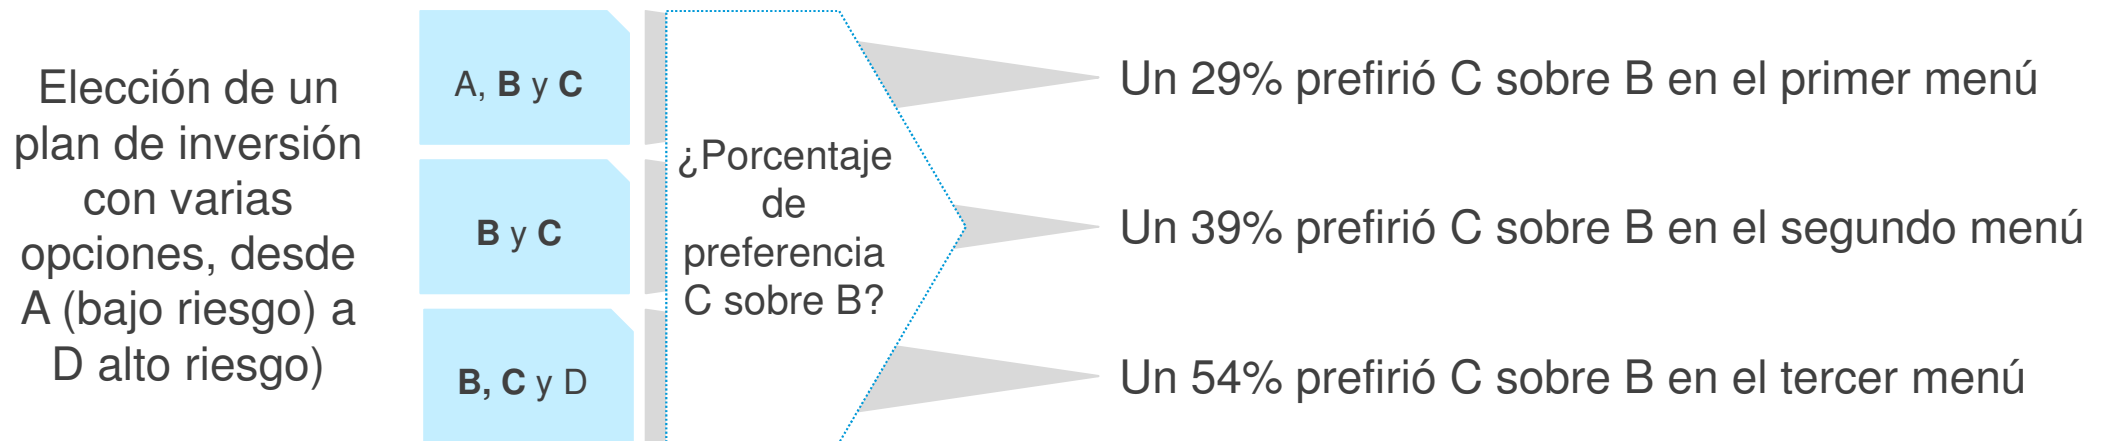 Elección de un
plan de inversión
con varias
opciones, desde
A (bajo riesgo) a
D alto riesgo)
A, B y C
B y C
B, C y D
¿Porcentaje
de
preferencia
C sobre B?
Un 29% prefirió C sobre B en el primer menú
Un 39% prefirió C sobre B en el segundo menú
Un 54% prefirió C sobre B en el tercer menú